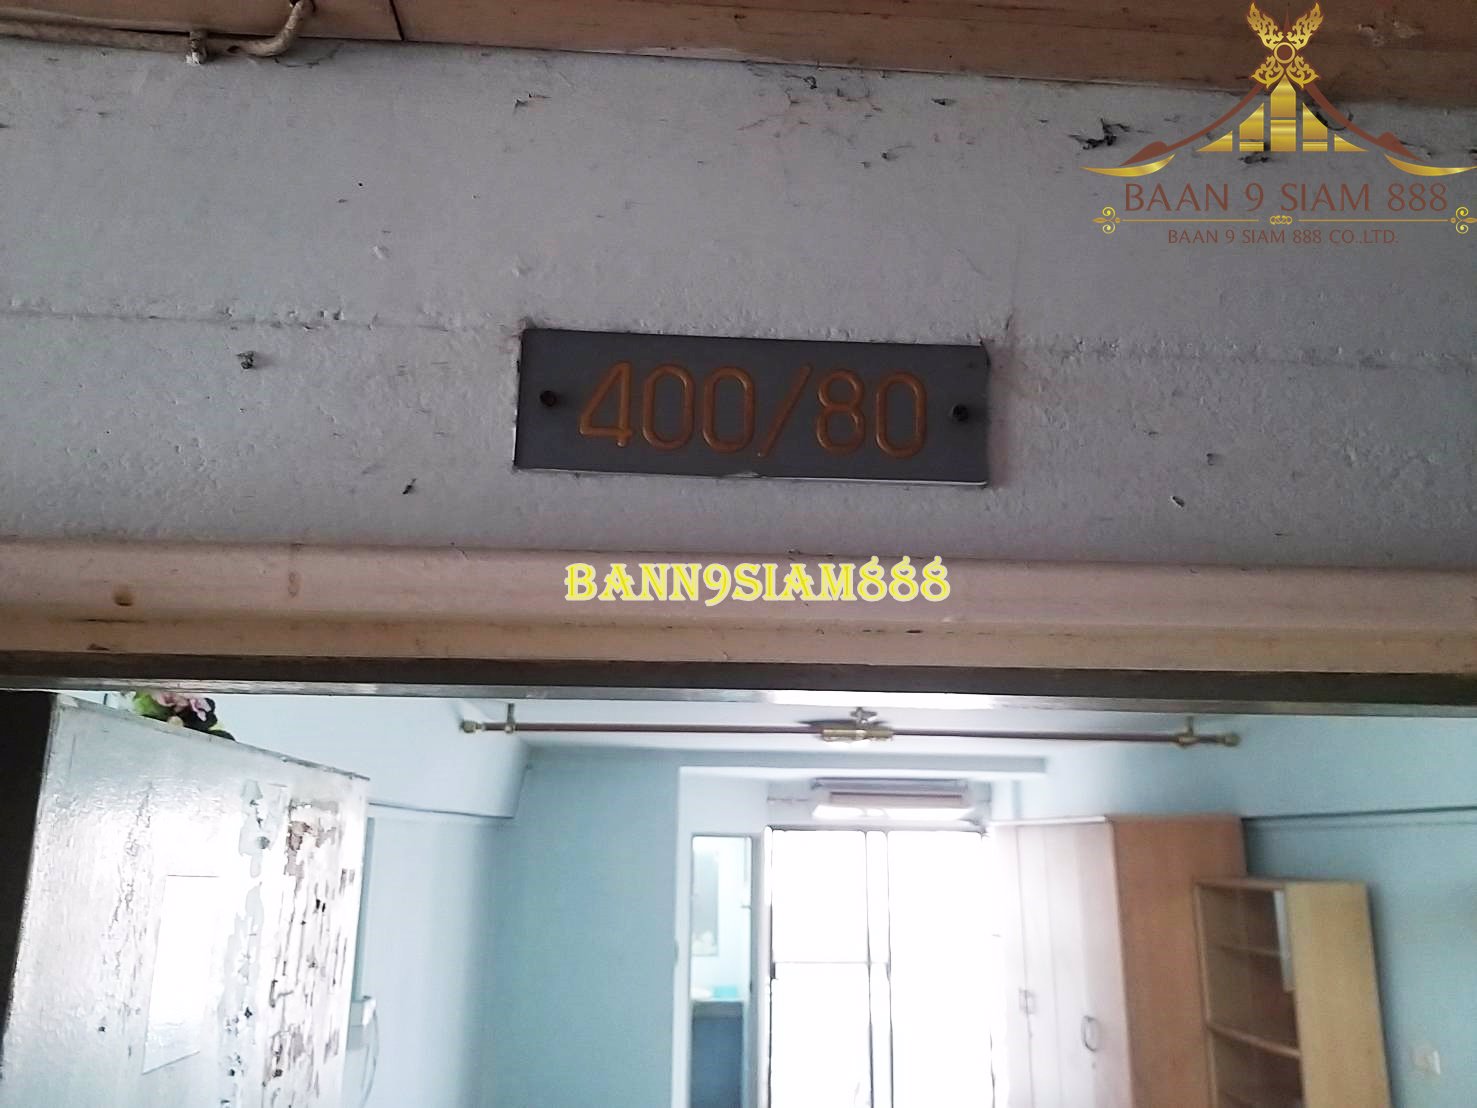 BAAN 9 SIAM 888
BAAN 9 SIAM 888 CO.,LTD.
400/80
BANN9SIAM888